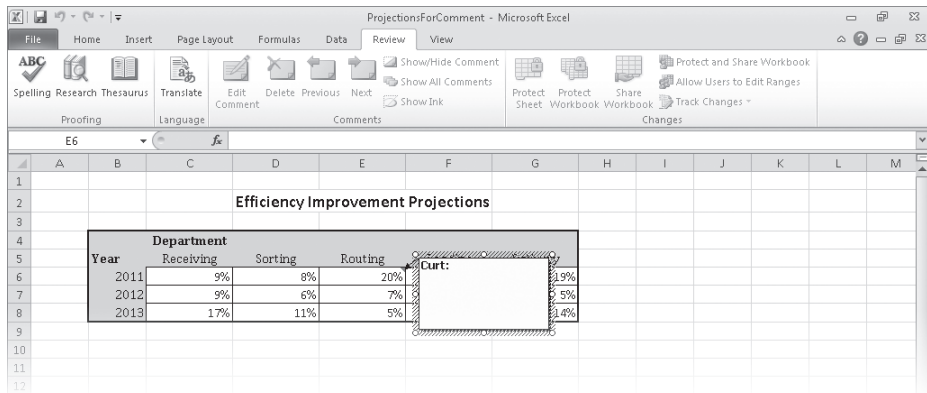 ProjectionsForComment - Microsoft Excel
File Home Insert Page Layout Formulas Data Review View
ABC
Spelling Research Thesaurus
Proofing
Translate
Language
Edit Comment
Delete Previous Next
Show/Hide Comment
Show All Comments
Show Ink
Comments
Protect Sheet
Protect Workbook
Share Workbook
Protect and Share Workbook
Allow Users to Edit Ranges
Track Changes
Changes
E6 fx
A B C D E F G H I J K L M
1
2 Efficiency Improvement Projections
3
4 Department
5 Year Receiving Sorting Routing
Curt:
6 2011 9% 8% 20% 19%
7 2012 9% 6% 7% 5%
8 2013 17% 11% 5% 14%
9
10
11
12